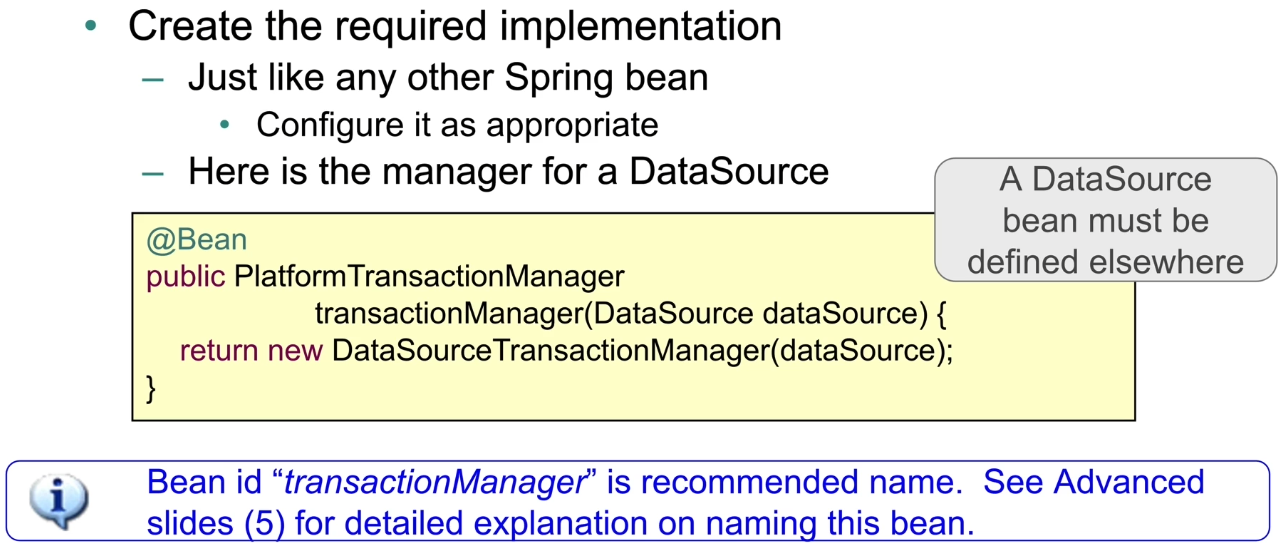 • Create the required implementation
– Just like any other Spring bean
• Configure it as appropriate
– Here is the manager for a DataSource
A DataSource
bean must be
defined elsewhere
@Bean
public PlatformTransactionManager
transactionManager(DataSource dataSource) {
return new DataSourceTransactionManager(dataSource);
}
Bean id “transactionManager” is recommended name. See Advanced
slides (5) for detailed explanation on naming this bean.